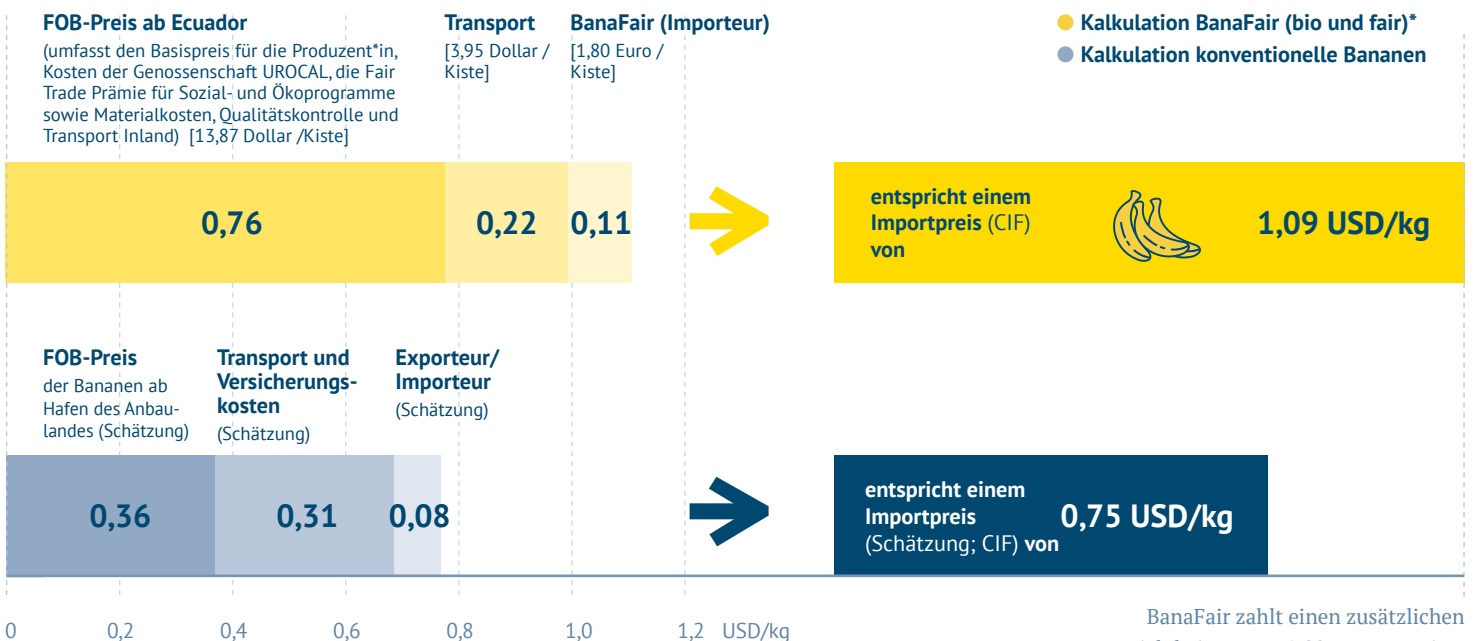 FOB-Preis ab Ecuador
(umfasst den Basispreis für die Produzent*in,
Kosten der Genossenschaft UROCAL, die Fair
Trade Prämie für Sozial- und Ökoprogramme
sowie Materialkosten, Qualitätskontrolle und
Transport Inland) [13,87 Dollar /Kiste]
Transport
[3,95 Dollar /
Kiste]
BanaFair (Importeur)
[1,80 Euro /
Kiste]
Kalkulation BanaFair (bio und fair)*
Kalkulation konventionelle Bananen
0,76
0,22
0,11
entspricht einem
Importpreis (CIF)
von
1,09 USD/kg
FOB-Preis
der Bananen ab
Hafen des Anbau-
landes (Schätzung)
Transport und
Versicherungs-
kosten
(Schätzung)
Exporteur/
Importeur
(Schätzung)
0,36
0,31
0,08
entspricht einem
Importpreis
(Schätzung; CIF) von
0,75 USD/kg
0 0,2 0,4 0,6 0,8 1,0 1,2 USD/kg
BanaFair zahlt einen zusätzlichen